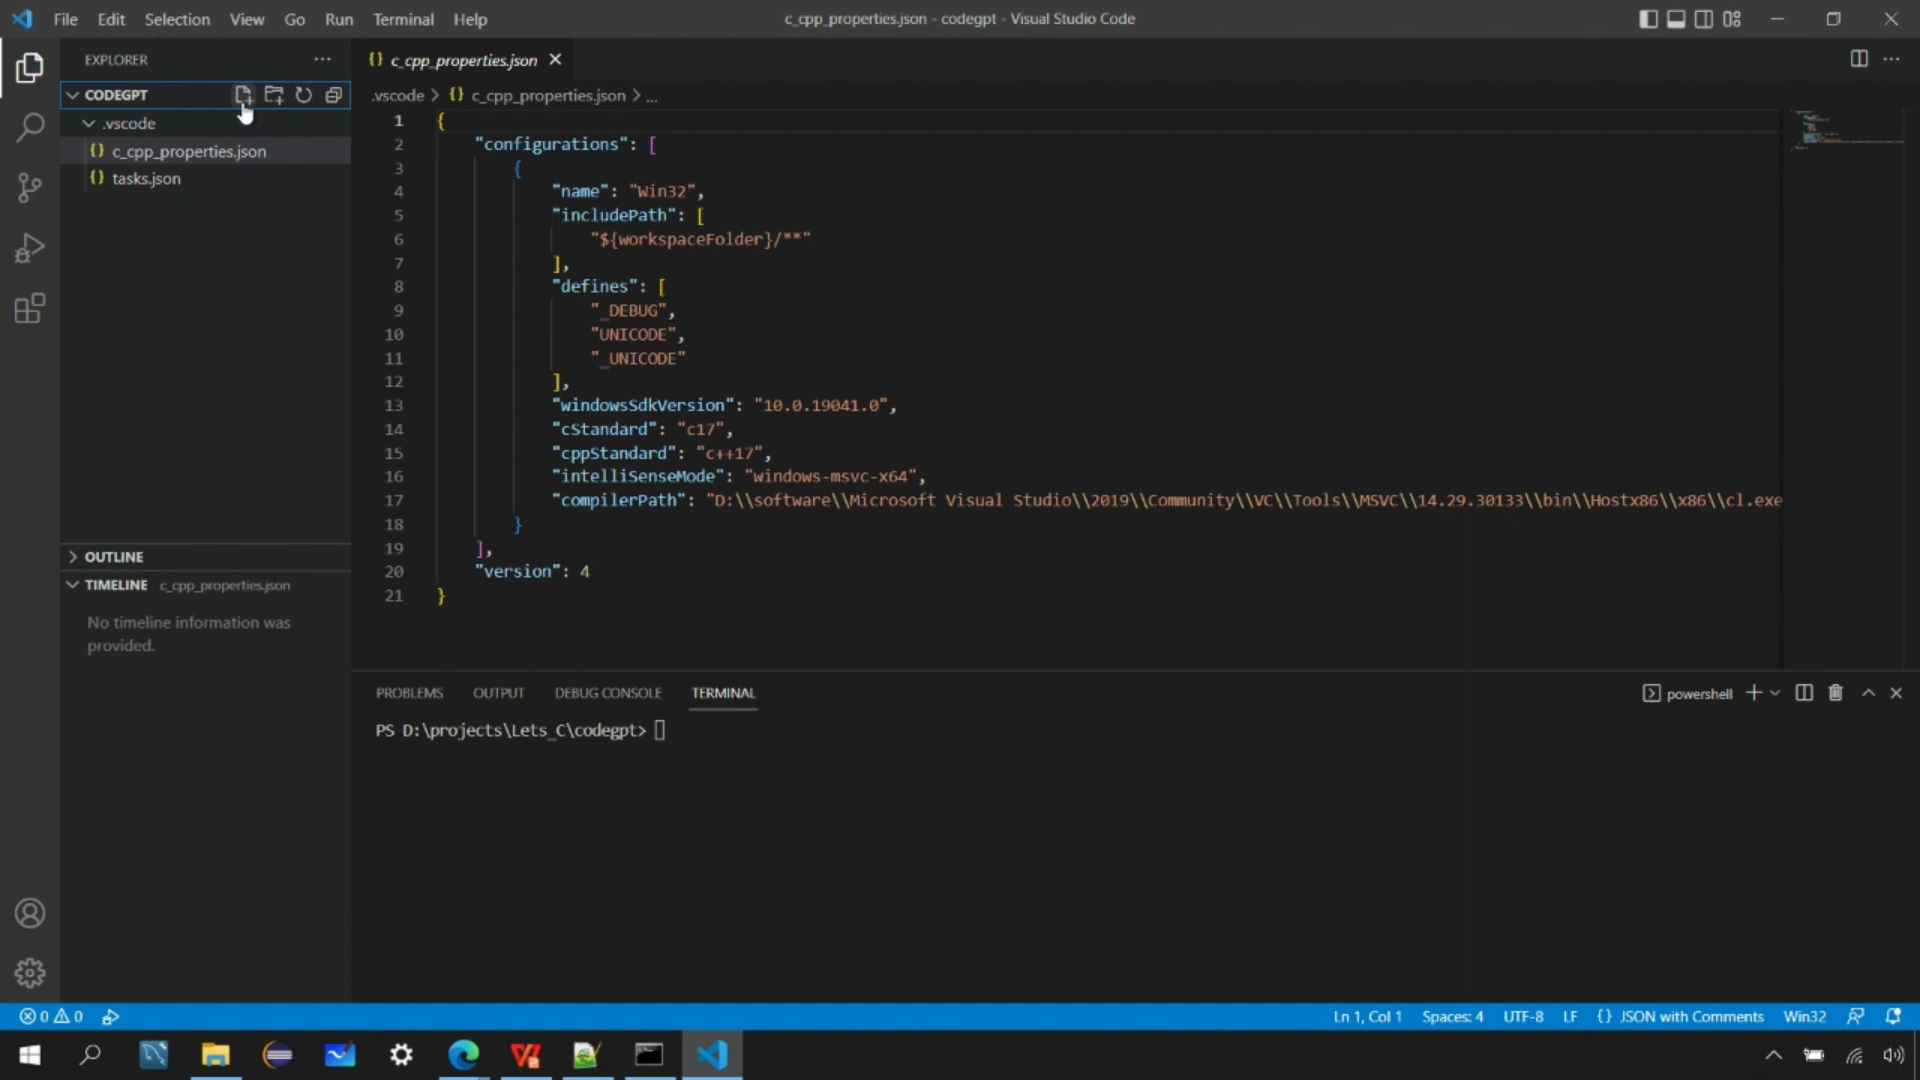 File Edit Selection View Go Run Terminal Help
c_cpp_properties.json - codegpt - Visual Studio Code
EXPLORER
CODEGPT
.vscode
c_cpp_properties.json
tasks.json
OUTLINE
TIMELINE c_cpp_properties.json
No timeline information was
provided.
{} c_cpp_properties.json
.vscode > {} c_cpp_properties.json > ...
1 {
2 "configurations": [
3 {
4 "name": "Win32",
5 "includePath": [
6 "${workspaceFolder}/**"
7 ],
8 "defines": [
9 "_DEBUG",
10 "UNICODE",
11 "_UNICODE"
12 ],
13 "windowsSdkVersion": "10.0.19041.0",
14 "cStandard": "c17",
15 "cppStandard": "c++17",
16 "intelliSenseMode": "windows-msvc-x64",
17 "compilerPath": "D:\\software\\Microsoft Visual Studio\\2019\\Community\\VC\\Tools\\MSVC\\14.29.30133\\bin\\Hostx86\\x86\\cl.exe
18 }
19 ],
20 "version": 4
21 }
PROBLEMS OUTPUT DEBUG CONSOLE TERMINAL
powershell
PS D:\projects\Lets_C\codegpt>
0 0
Ln 1, Col 1 Spaces: 4 UTF-8 LF {} JSON with Comments Win32